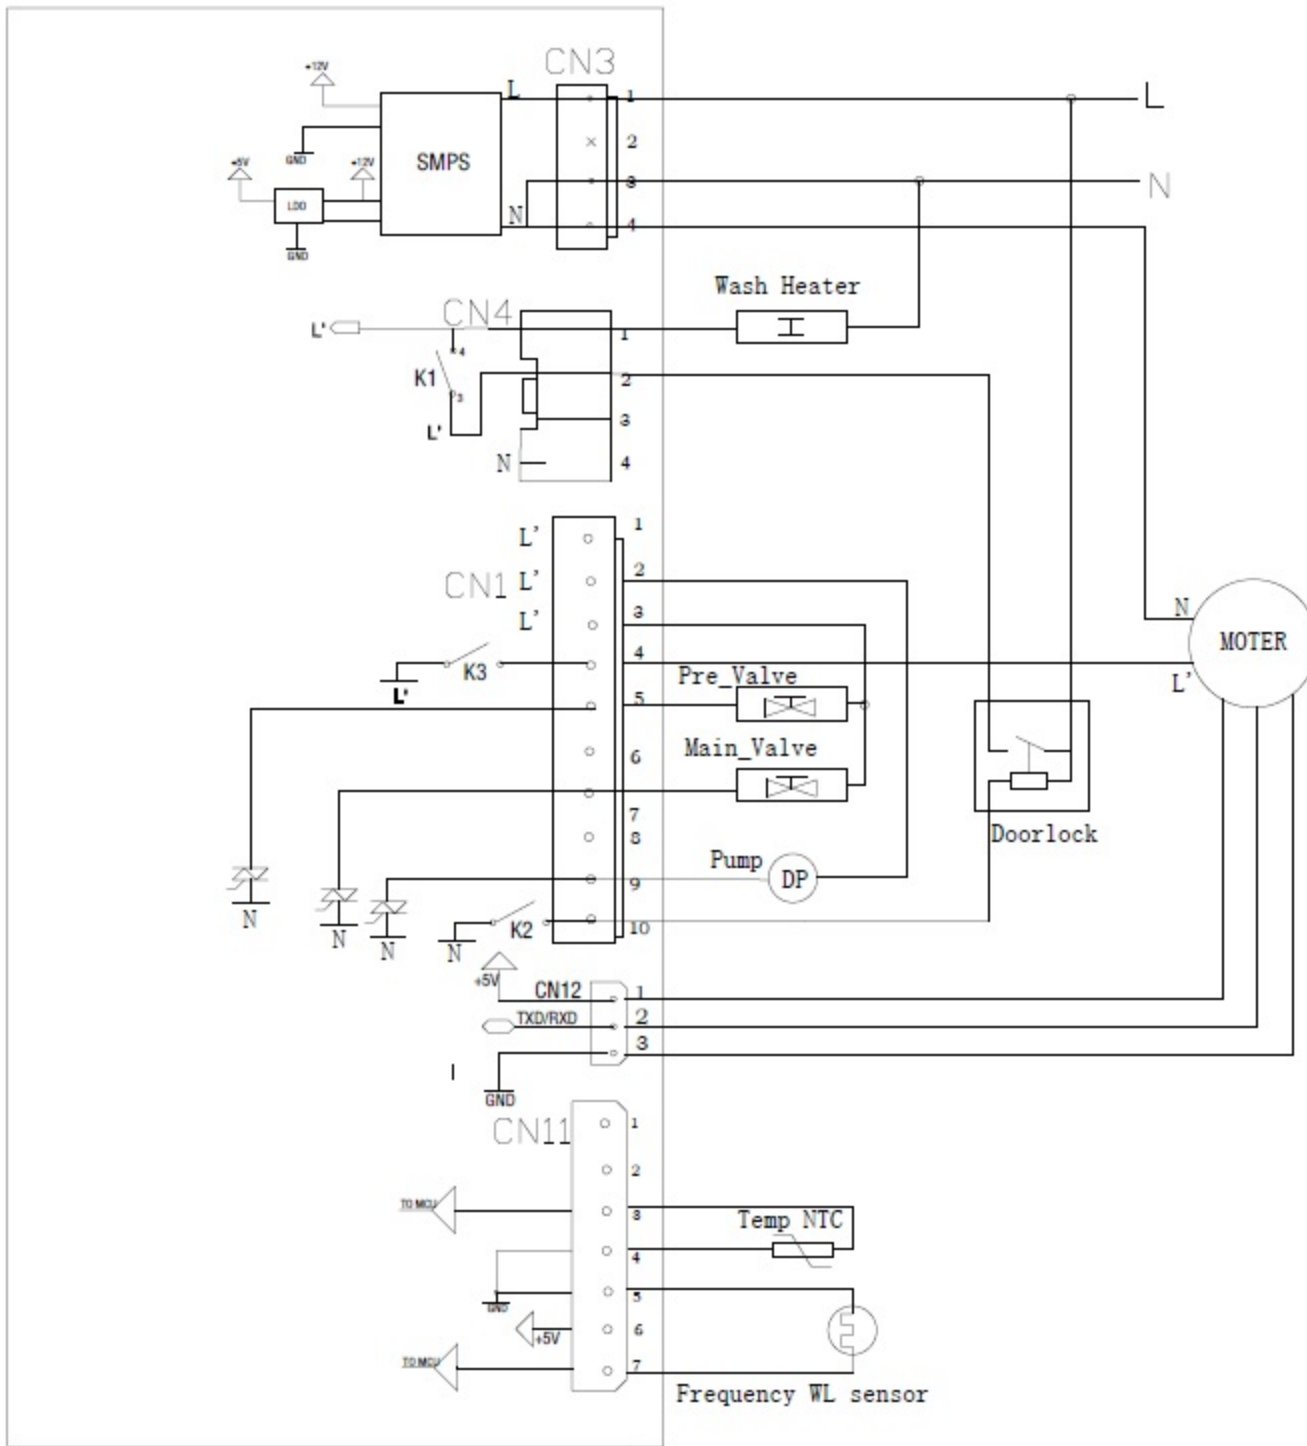 CN3
+12V
L
1
L
GND
SMPS
2
+5V
+12V
LDD
3
N
N
4
GND
Wash Heater
CN4
L'
1
4
K1
2
3
3
L'
N
4
1
L'
2
CN1
L'
3
L'
4
K3
L'
N
MOTER
L'
Pre_Valve
5
Main_Valve
6
7
8
Doorlock
Pump
DP
9
10
K2
N
N
N
N
+5V
CN12
1
TXD/RXD
2
3
GND
CN11
1
2
TO MCU
3
Temp NTC
4
GND
5
+5V
6
TO MCU
7
Frequency WL sensor